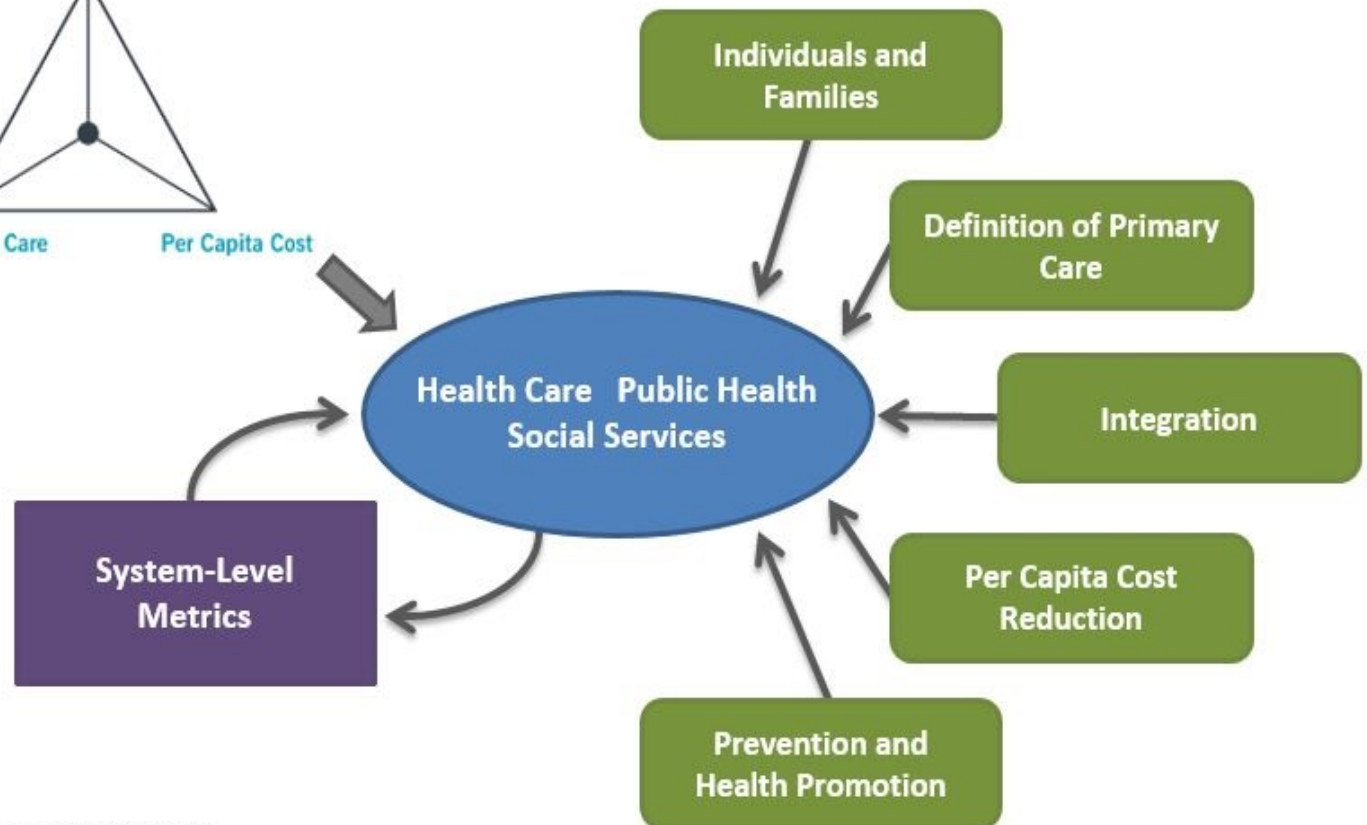 Individuals and
Families
Definition of Primary
Care
Care
Per Capita Cost
Health Care Public Health
Social Services
Integration
System-Level
Metrics
Per Capita Cost
Reduction
Prevention and
Health Promotion